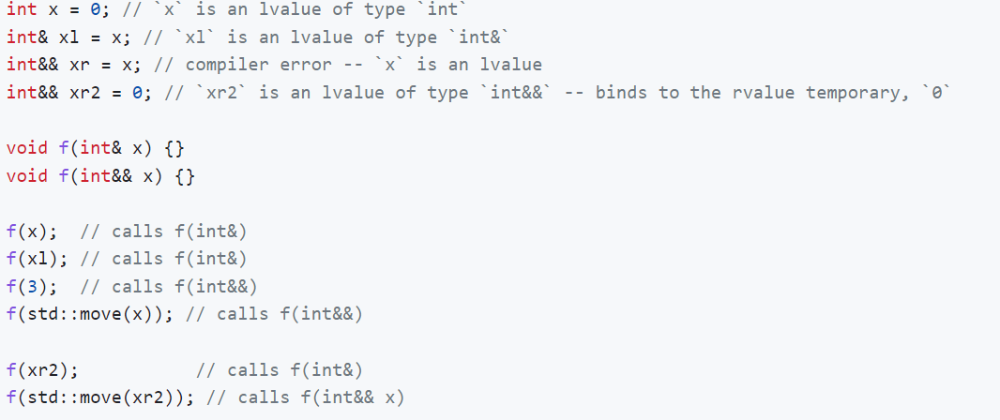 int x = 0; // `x` is an lvalue of type `int`
int& xl = x; // `xl` is an lvalue of type `int&`
int&& xr = x; // compiler error -- `x` is an lvalue
int&& xr2 = 0; // `xr2` is an lvalue of type `int&&` -- binds to the rvalue temporary, `0`
void f(int& x) {}
void f(int&& x) {}
f(x);  // calls f(int&)
f(xl); // calls f(int&)
f(3);  // calls f(int&&)
f(std::move(x)); // calls f(int&&)
f(xr2);           // calls f(int&)
f(std::move(xr2)); // calls f(int&& x)